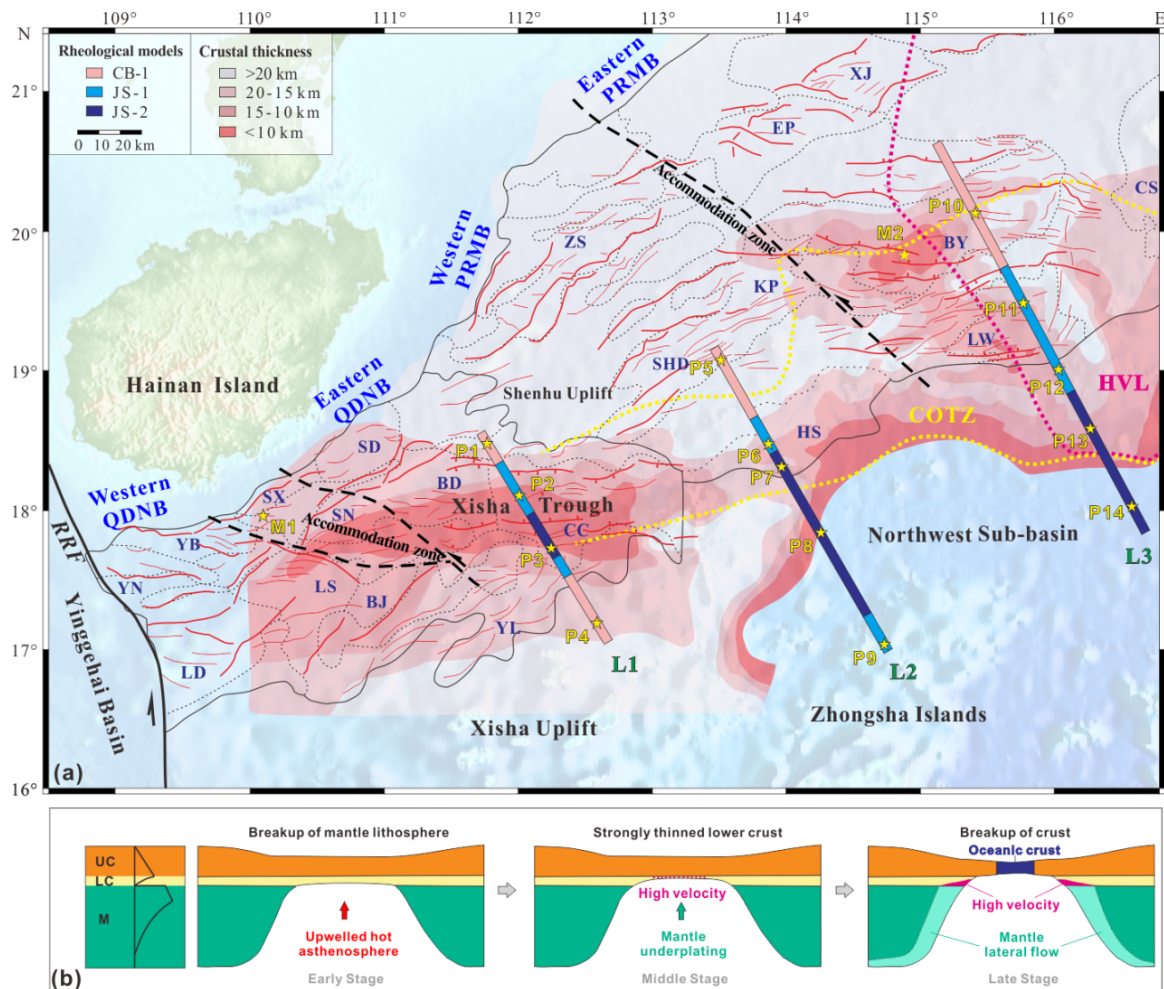 109° 110° 111° 112° 113° 114° 115° 116° E
N
21°
20°
19°
18°
17°
16°
Rheological models
CB-1
JS-1
JS-2
0 10 20 km
Crustal thickness
>20 km
20-15 km
15-10 km
<10 km
Eastern
PRMB
XJ
EP
Accommodation zone
CS
P10
M2
BY
ZS
Western
PRMB
KP
P11
LW
SHD
P5
P12
HVL
Hainan Island
Shenhu Uplift
Eastern
QDNB
COTZ
SD
P1
HS
P6
P13
BD
P2
P7
Western
QDNB
SX
Xisha Trough
M1
SN
P14
CC
P8
Northwest Sub-basin
RRF
YB
Accommodation zone
P3
L3
YN
LS
BJ
YL
P4
P9
LD
L1
L2
Yinggehai Basin
Xisha Uplift
Zhongsha Islands
(a)
Breakup of mantle lithosphere
Strongly thinned lower crust
Breakup of crust
Oceanic crust
UC
LC
M
High velocity
High velocity
Upwelled hot
asthenosphere
Mantle
underplating
Mantle
lateral flow
(b)
Early Stage
Middle Stage
Late Stage